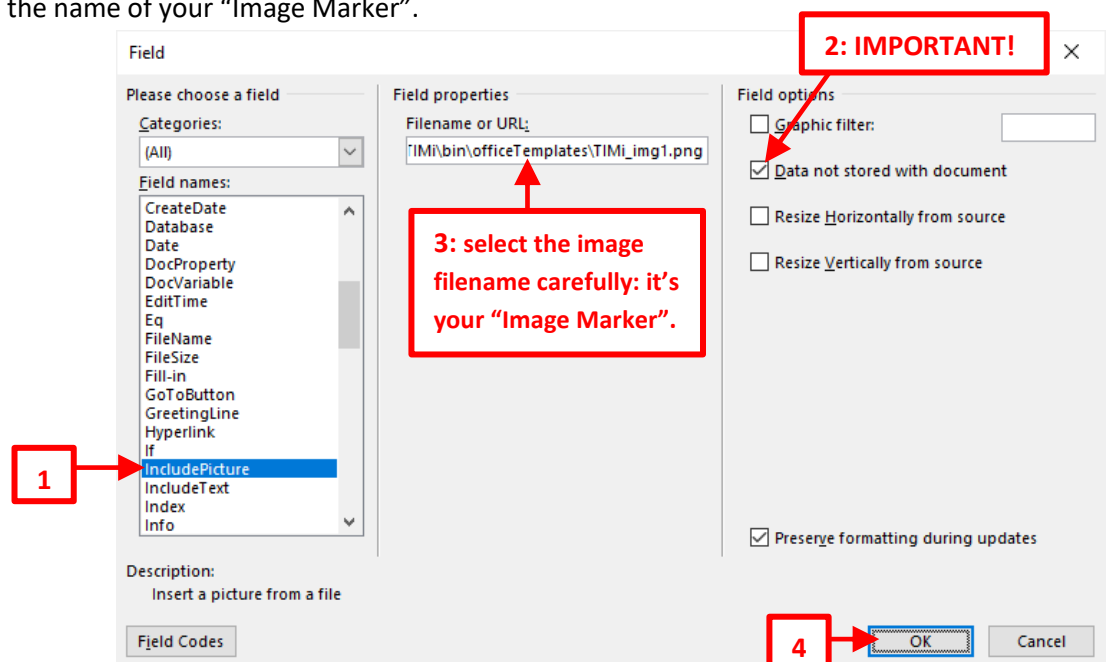 the name of your “Image Marker”.
2: IMPORTANT!
Field
Please choose a field
Categories:
(All)
Field names:
CreateDate
Database
Date
DocProperty
DocVariable
EditTime
Eq
FileName
FileSize
Fill-in
GoToButton
GreetingLine
Hyperlink
If
IncludePicture
IncludeText
Index
Info
1
Field properties
Filename or URL:
TIMi\bin\officeTemplates\TIMi_img1.png
3: select the image
filename carefully: it’s
your “Image Marker”.
Field options
Graphic filter:
Data not stored with document
Resize Horizontally from source
Resize Vertically from source
Preserve formatting during updates
Description:
Insert a picture from a file
Field Codes
4
OK
Cancel